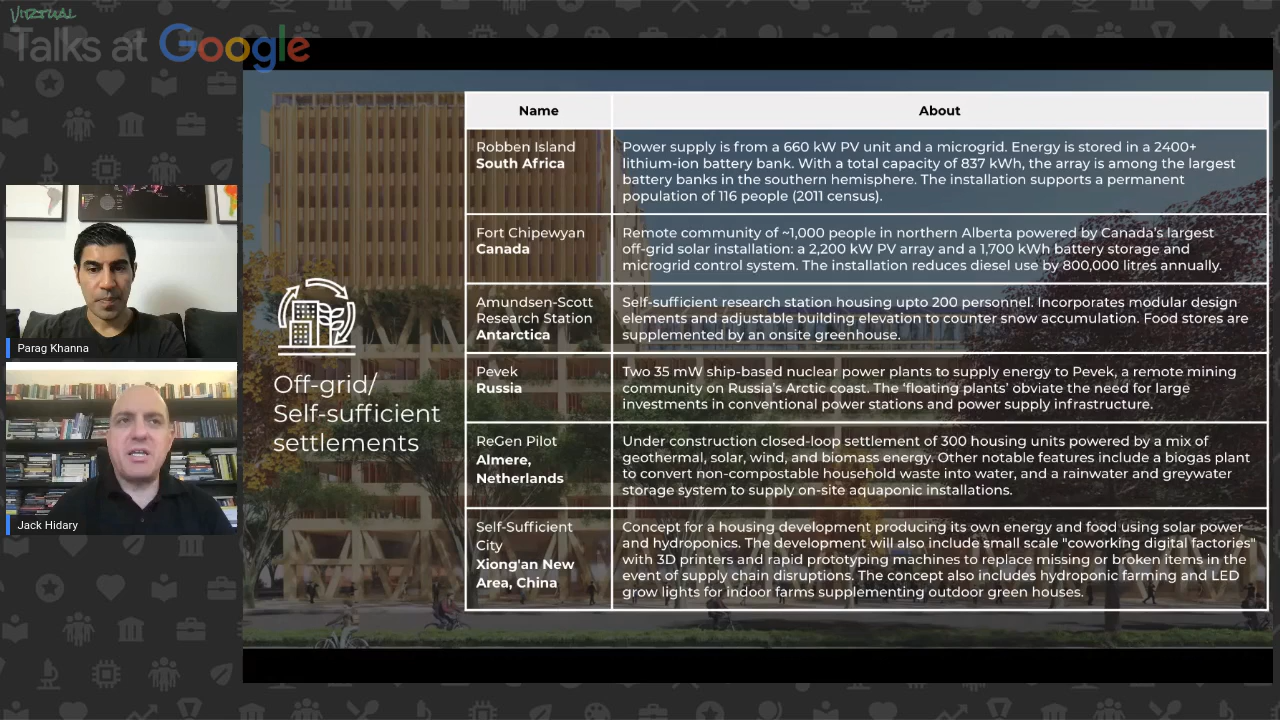 VIRTUAL
Talks at Google
Name
About
Robben Island
South Africa
Power supply is from a 660 kW PV unit and a microgrid. Energy is stored in a 2400+
lithium-ion battery bank. With a total capacity of 837 kWh, the array is among the largest
battery banks in the southern hemisphere. The installation supports a permanent
population of 116 people (2011 census).
Fort Chipewyan
Canada
Remote community of ~1,000 people in northern Alberta powered by Canada's largest
off-grid solar installation: a 2,200 kW PV array and a 1,700 kWh battery storage and
microgrid control system. The installation reduces diesel use by 800,000 litres annually.
Amundsen-Scott
Research Station
Antarctica
Self-sufficient research station housing upto 200 personnel. Incorporates modular design
elements and adjustable building elevation to counter snow accumulation. Food stores are
supplemented by an onsite greenhouse.
Pevek
Russia
Two 35 mW ship-based nuclear power plants to supply energy to Pevek, a remote mining
community on Russia's Arctic coast. The 'floating plants' obviate the need for large
investments in conventional power stations and power supply infrastructure.
ReGen Pilot
Almere,
Netherlands
Under construction closed-loop settlement of 300 housing units powered by a mix of
geothermal, solar, wind, and biomass energy. Other notable features include a biogas plant
to convert non-compostable household waste into water, and a rainwater and greywater
storage system to supply on-site aquaponic installations.
Self-Sufficient
City
Xiong'an New
Area, China
Concept for a housing development producing its own energy and food using solar power
and hydroponics. The development will also include small scale "coworking digital factories"
with 3D printers and rapid prototyping machines to replace missing or broken items in the
event of supply chain disruptions. The concept also includes hydroponic farming and LED
grow lights for indoor farms supplementing outdoor green houses.
Off-grid/
Self-sufficient
settlements
Parag Khanna
Jack Hidary